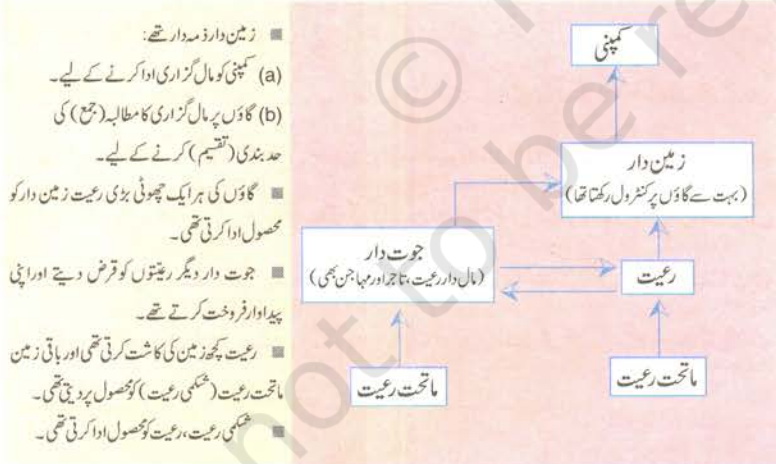 ■ زمین دار ذمہ دار تھے:
(a) کمپنی کو مال گزاری ادا کرنے کے لیے۔
(b) گاؤں پر مال گزاری کا مطالبہ (جمع) کی
حد بندی (تقسیم) کرنے کے لیے۔
■ گاؤں کی ہر ایک چھوٹی بڑی رعیت زمین دار کو
محصول ادا کرتی تھی۔
■ جوت دار دیگر رعیتوں کو قرض دیتے اور اپنی
پیداوار فروخت کرتے تھے۔
■ رعیت کچھ زمین کی کاشت کرتی تھی اور باقی زمین
ماتحت رعیت (شکمی رعیت) کو محصول پر دیتی تھی۔
■ شکمی رعیت، رعیت کو محصول ادا کرتی تھی۔
کمپنی
زمین دار
(بہت سے گاؤں پر کنٹرول رکھتا تھا)
جوت دار
(مال دار رعیت، تاجر اور مہاجن بھی)
رعیت
ماتحت رعیت
ماتحت رعیت
© 
not to be re